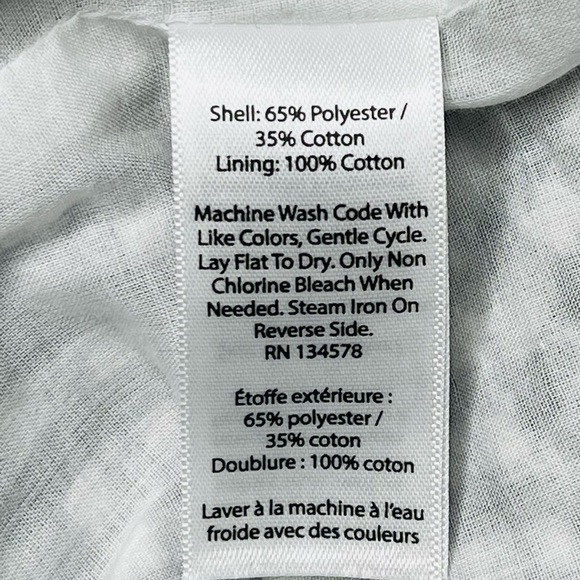 Shell: 65% Polyester /
35% Cotton
Lining: 100% Cotton
Machine Wash Code With
Like Colors, Gentle Cycle.
Lay Flat To Dry. Only Non
Chlorine Bleach When
Needed. Steam Iron On
Reverse Side.
RN 134578
Étoffe extérieure :
65% polyester /
35% coton
Doublure : 100% coton
Laver à la machine à l'eau
froide avec des couleurs